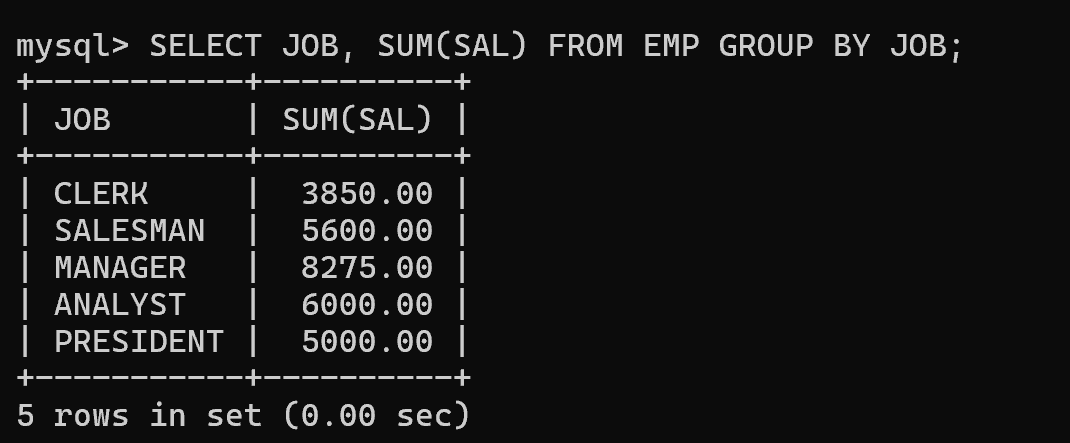 mysql> SELECT JOB, SUM(SAL) FROM EMP GROUP BY JOB;
+-----------+----------+
| JOB       | SUM(SAL) |
+-----------+----------+
| CLERK     |  3850.00 |
| SALESMAN  |  5600.00 |
| MANAGER   |  8275.00 |
| ANALYST   |  6000.00 |
| PRESIDENT |  5000.00 |
+-----------+----------+
5 rows in set (0.00 sec)